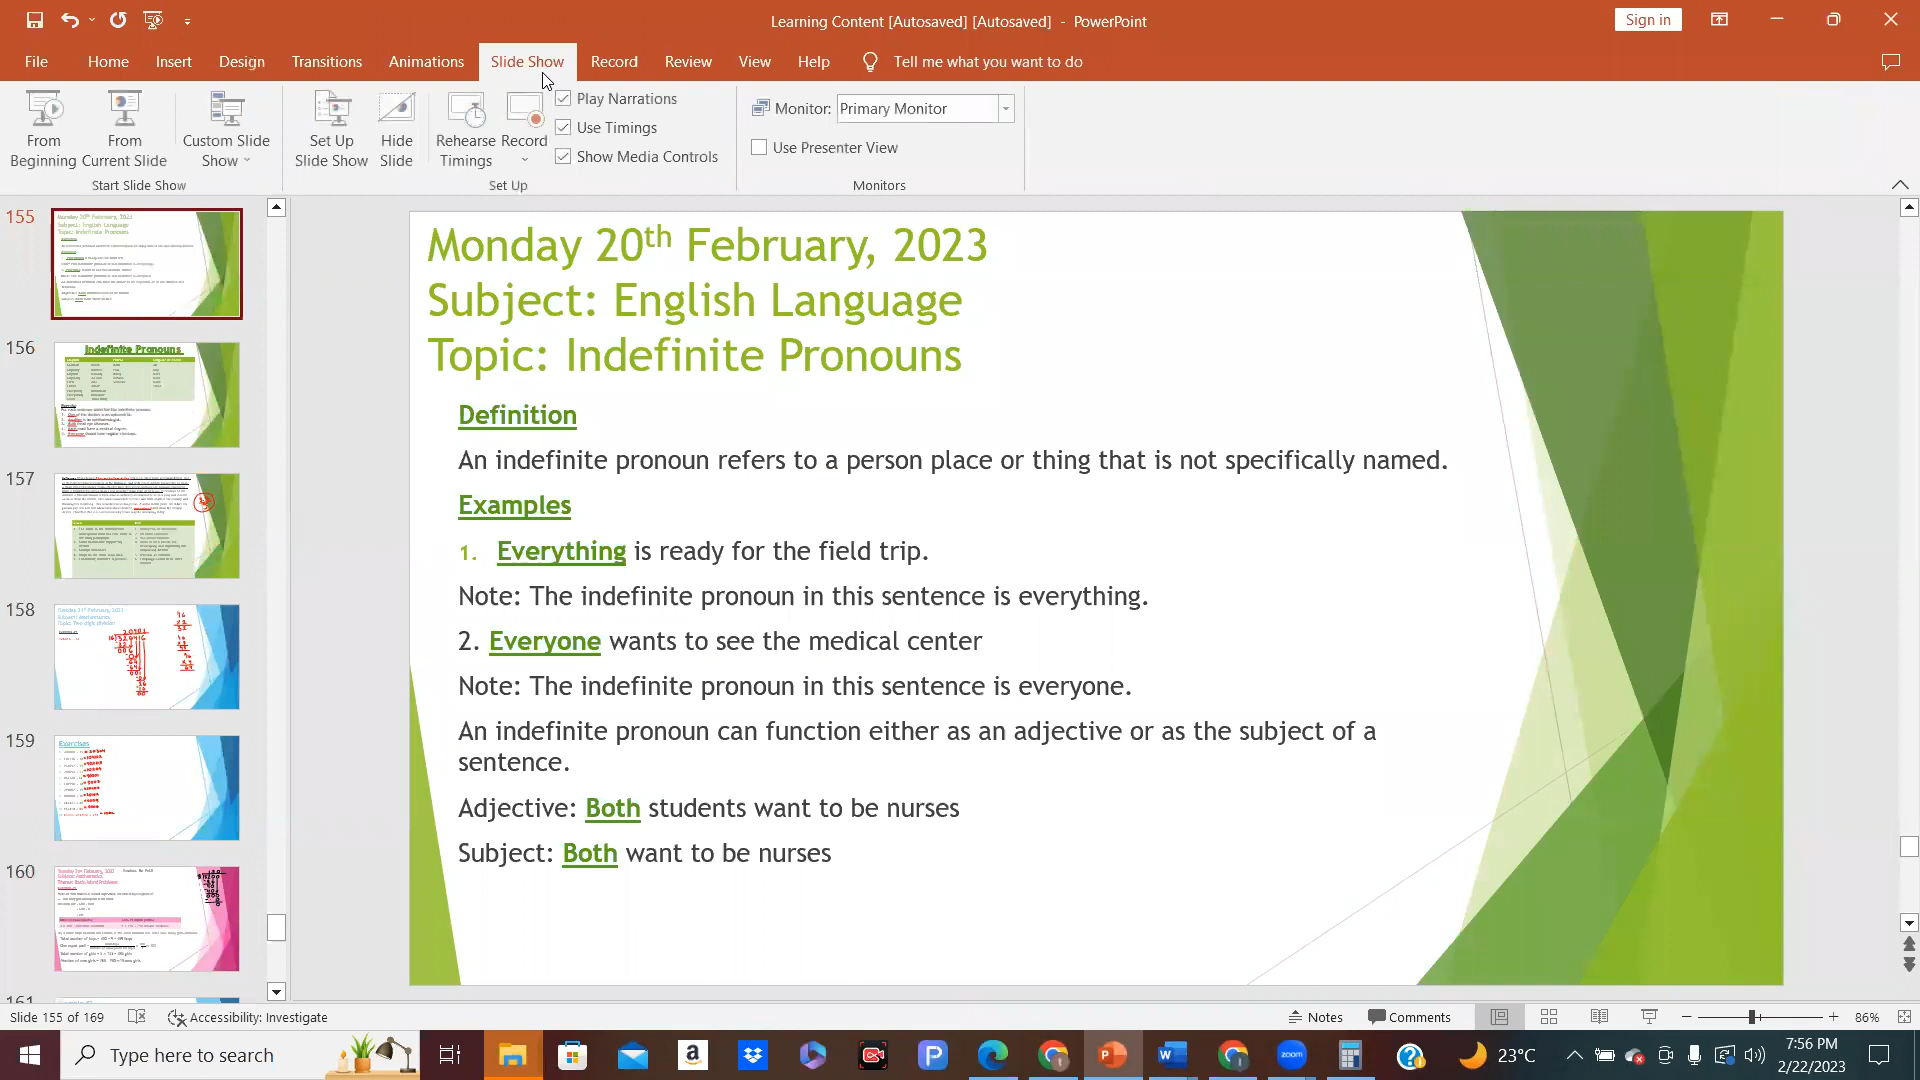 Learning Content [Autosaved] [Autosaved] - PowerPoint
Sign in
File Home Insert Design Transitions Animations Slide Show Record Review View Help Tell me what you want to do
From Beginning
From Current Slide
Custom Slide Show
Start Slide Show
Set Up Slide Show
Hide Slide
Rehearse Timings
Record
Play Narrations
Use Timings
Show Media Controls
Set Up
Monitor: Primary Monitor
Use Presenter View
Monitors
155
156
Indefinite Pronouns
157
158
159
Exercises
160
161
Monday 20th February, 2023
Subject: English Language
Topic: Indefinite Pronouns
Definition
An indefinite pronoun refers to a person place or thing that is not specifically named.
Examples
1. Everything is ready for the field trip.
Note: The indefinite pronoun in this sentence is everything.
2. Everyone wants to see the medical center
Note: The indefinite pronoun in this sentence is everyone.
An indefinite pronoun can function either as an adjective or as the subject of a
sentence.
Adjective: Both students want to be nurses
Subject: Both want to be nurses
Slide 155 of 169 Accessibility: Investigate Notes Comments 86%
Type here to search
zoom
23°C
7:56 PM
2/22/2023